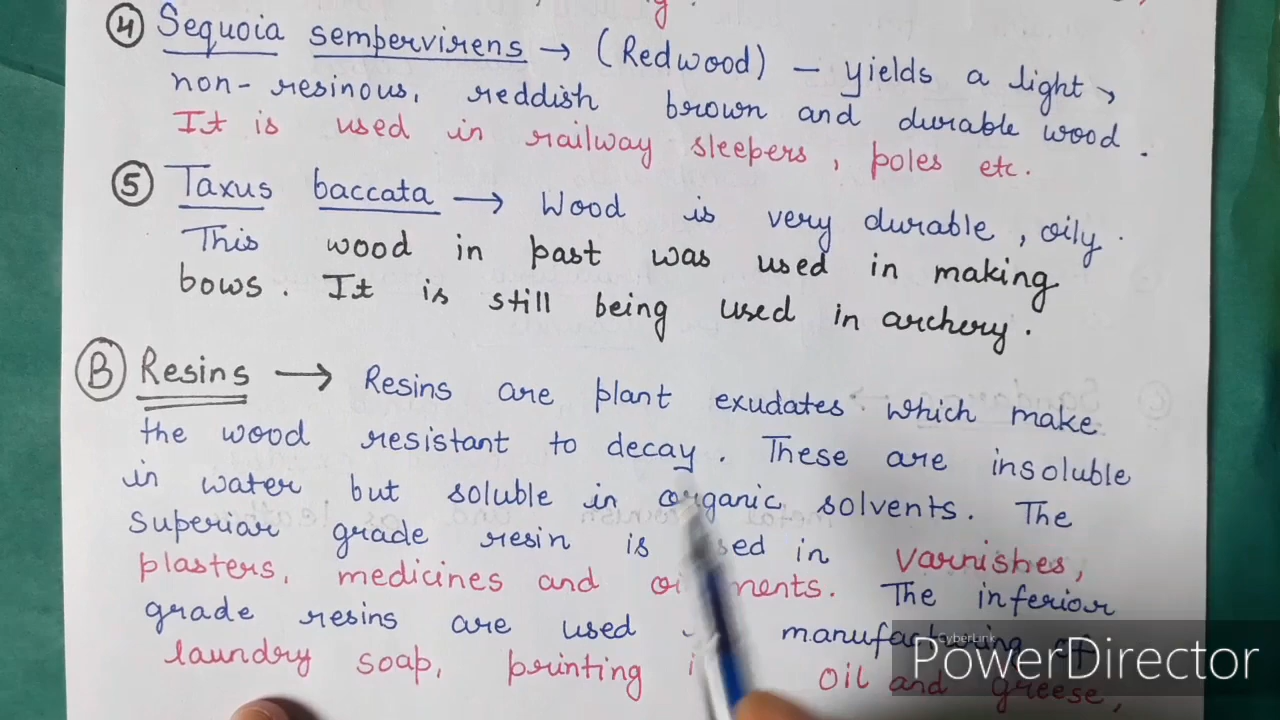 ④ Sequoia sempervirens → (Redwood) – yields a light,
non-resinous, reddish brown and durable wood.
It is used in railway sleepers, poles etc.
⑤ Taxus baccata → Wood is very durable, oily.
This wood in past was used in making
bows. It is still being used in archery.
Ⓑ Resins → Resins are plant exudates which make
the wood resistant to decay. These are insoluble
in water but soluble in organic solvents. The
superior grade resin is used in varnishes,
plasters, medicines and ointments. The inferior
grade resins are used manufacturing of
laundry soap, printing oil and greese,
CyberLink
PowerDirector